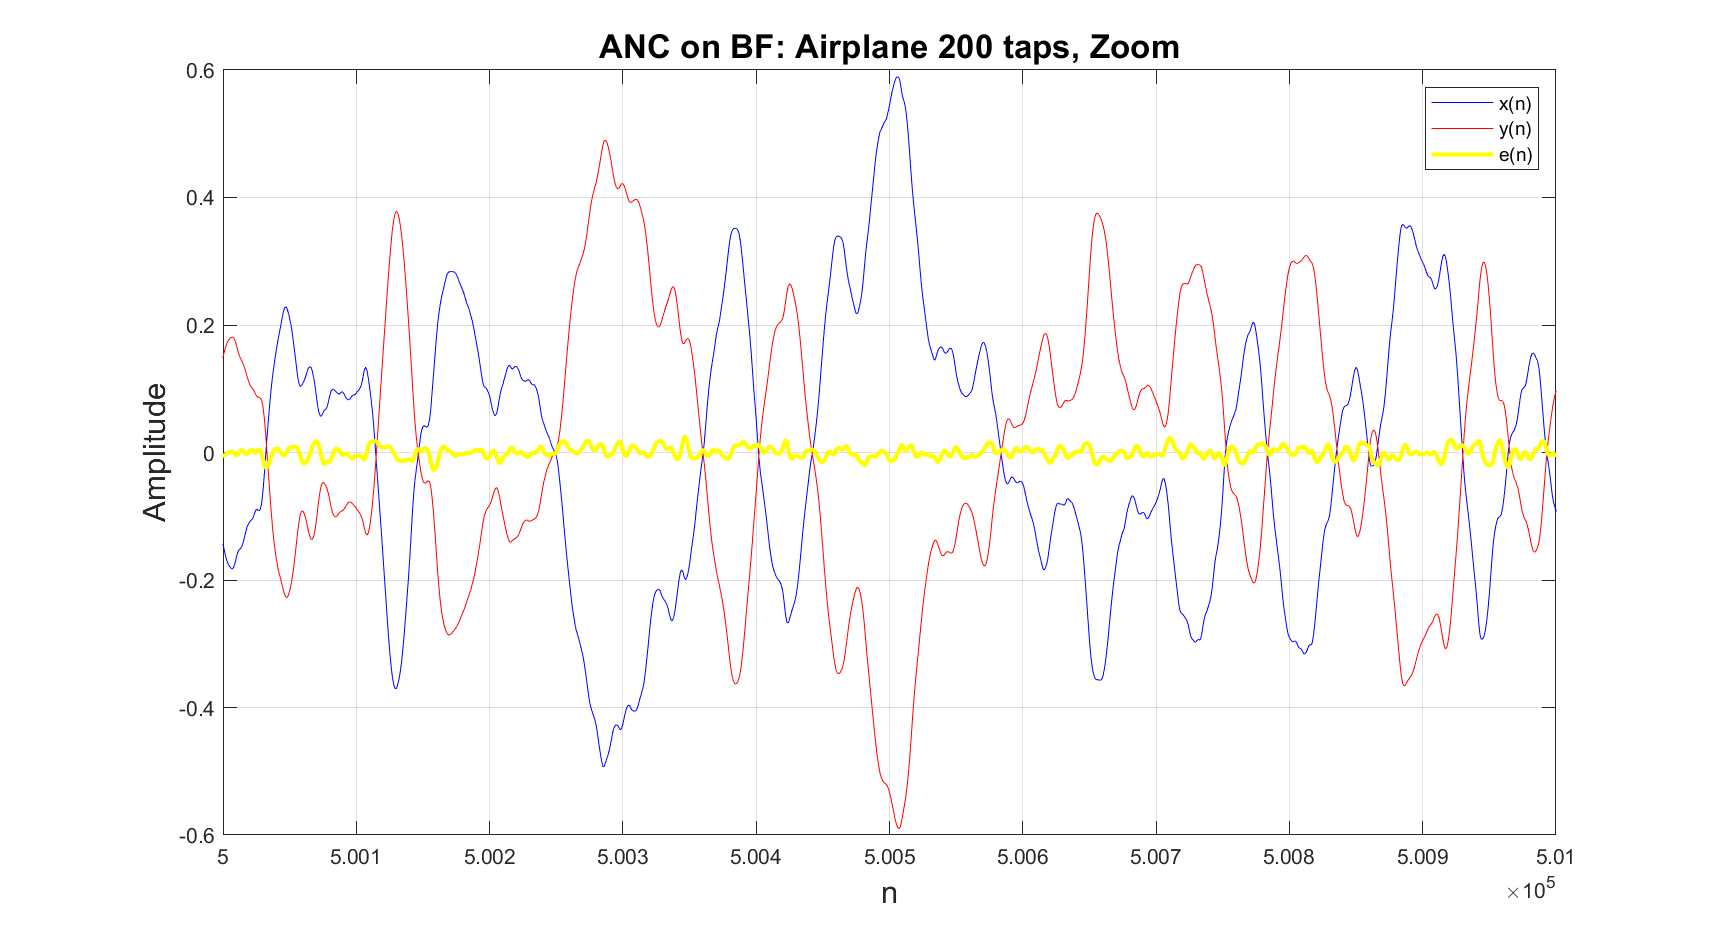 ANC on BF: Airplane 200 taps, Zoom
0.6
0.4
0.2
0
-0.2
-0.4
-0.6
Amplitude
x(n)
y(n)
e(n)
5 5.001 5.002 5.003 5.004 5.005 5.006 5.007 5.008 5.009 5.01
n
×10^5